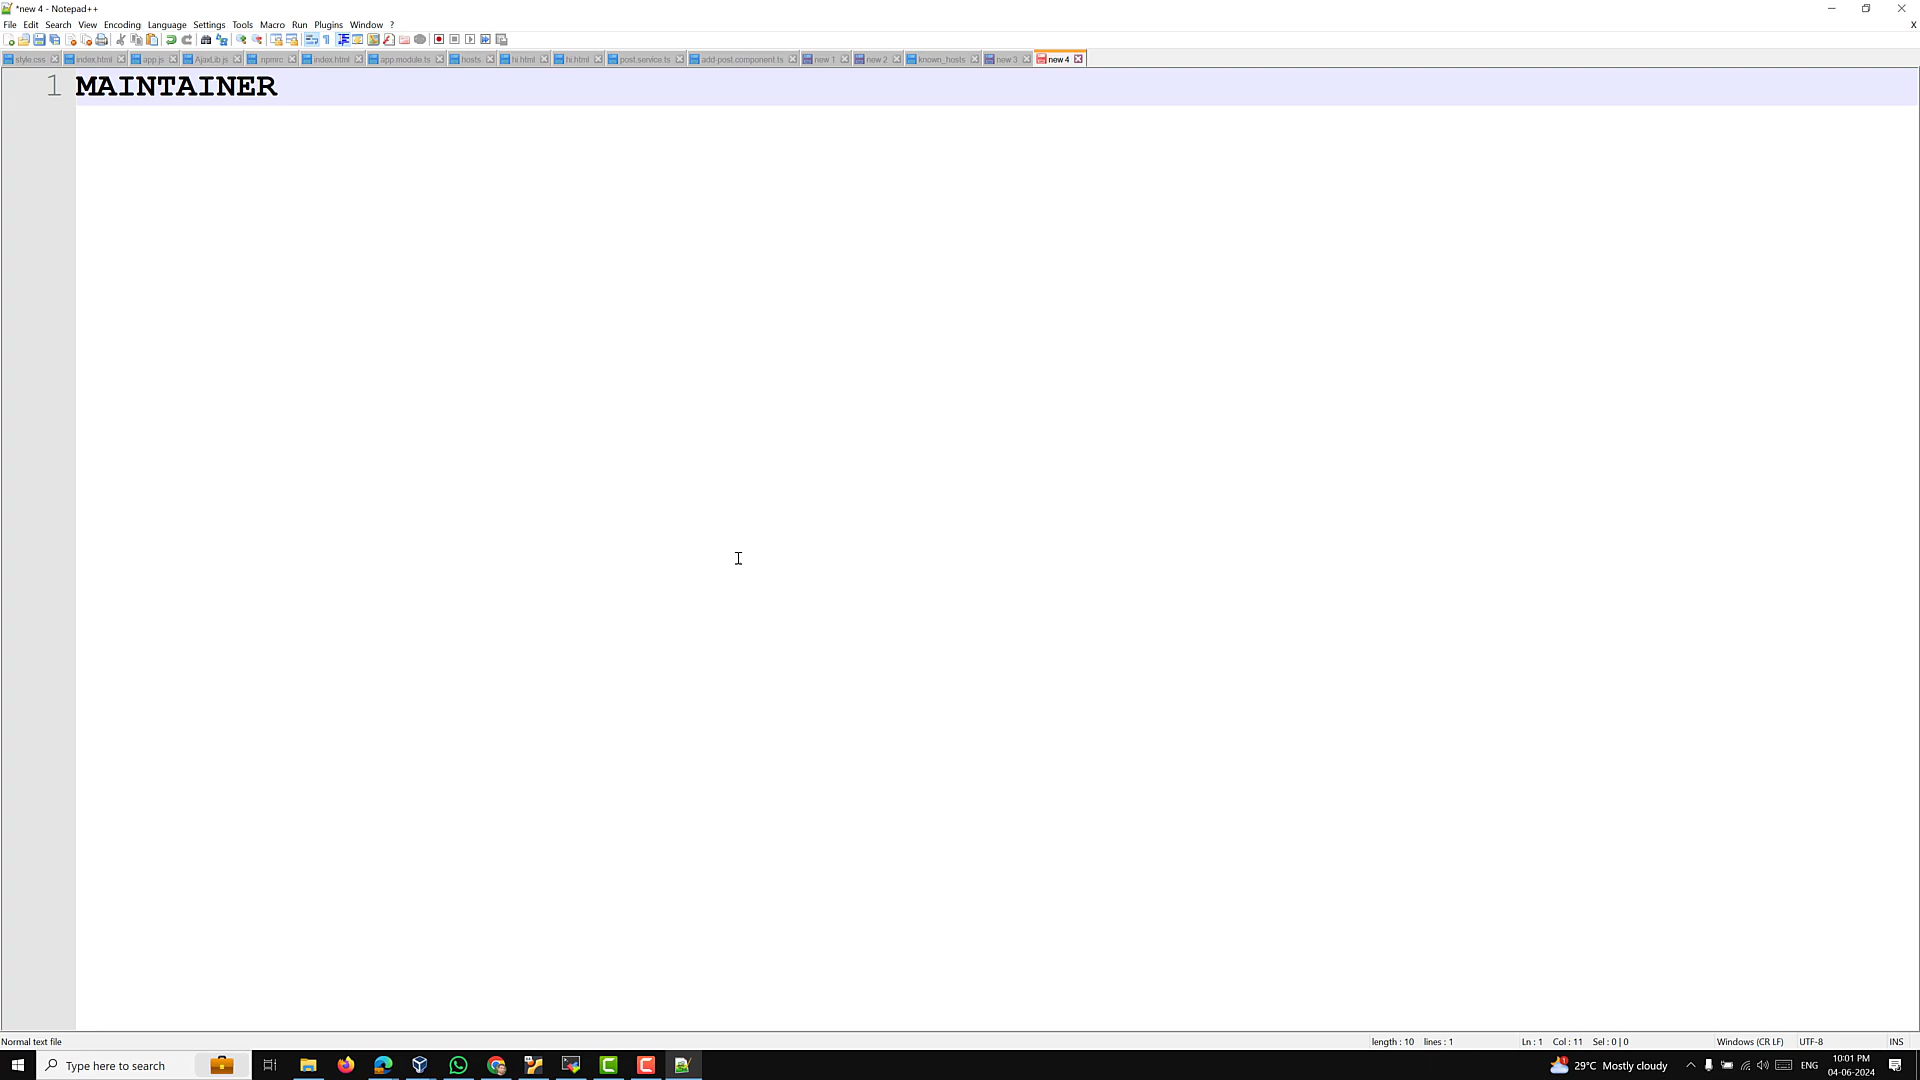 *new 4 - Notepad++
File Edit Search View Encoding Language Settings Tools Macro Run Plugins Window ?
X
style.css index.html app.js AjaxLib.js .npmrc index.html app.module.ts hosts hi.html hi.html post.service.ts add-post.component.ts new 1 new 2 known_hosts new 3 new 4
1 MAINTAINER
Normal text file length : 10 lines : 1 Ln : 1 Col : 11 Sel : 0 | 0 Windows (CR LF) UTF-8 INS
Type here to search 29°C Mostly cloudy ENG 10:01 PM
04-06-2024